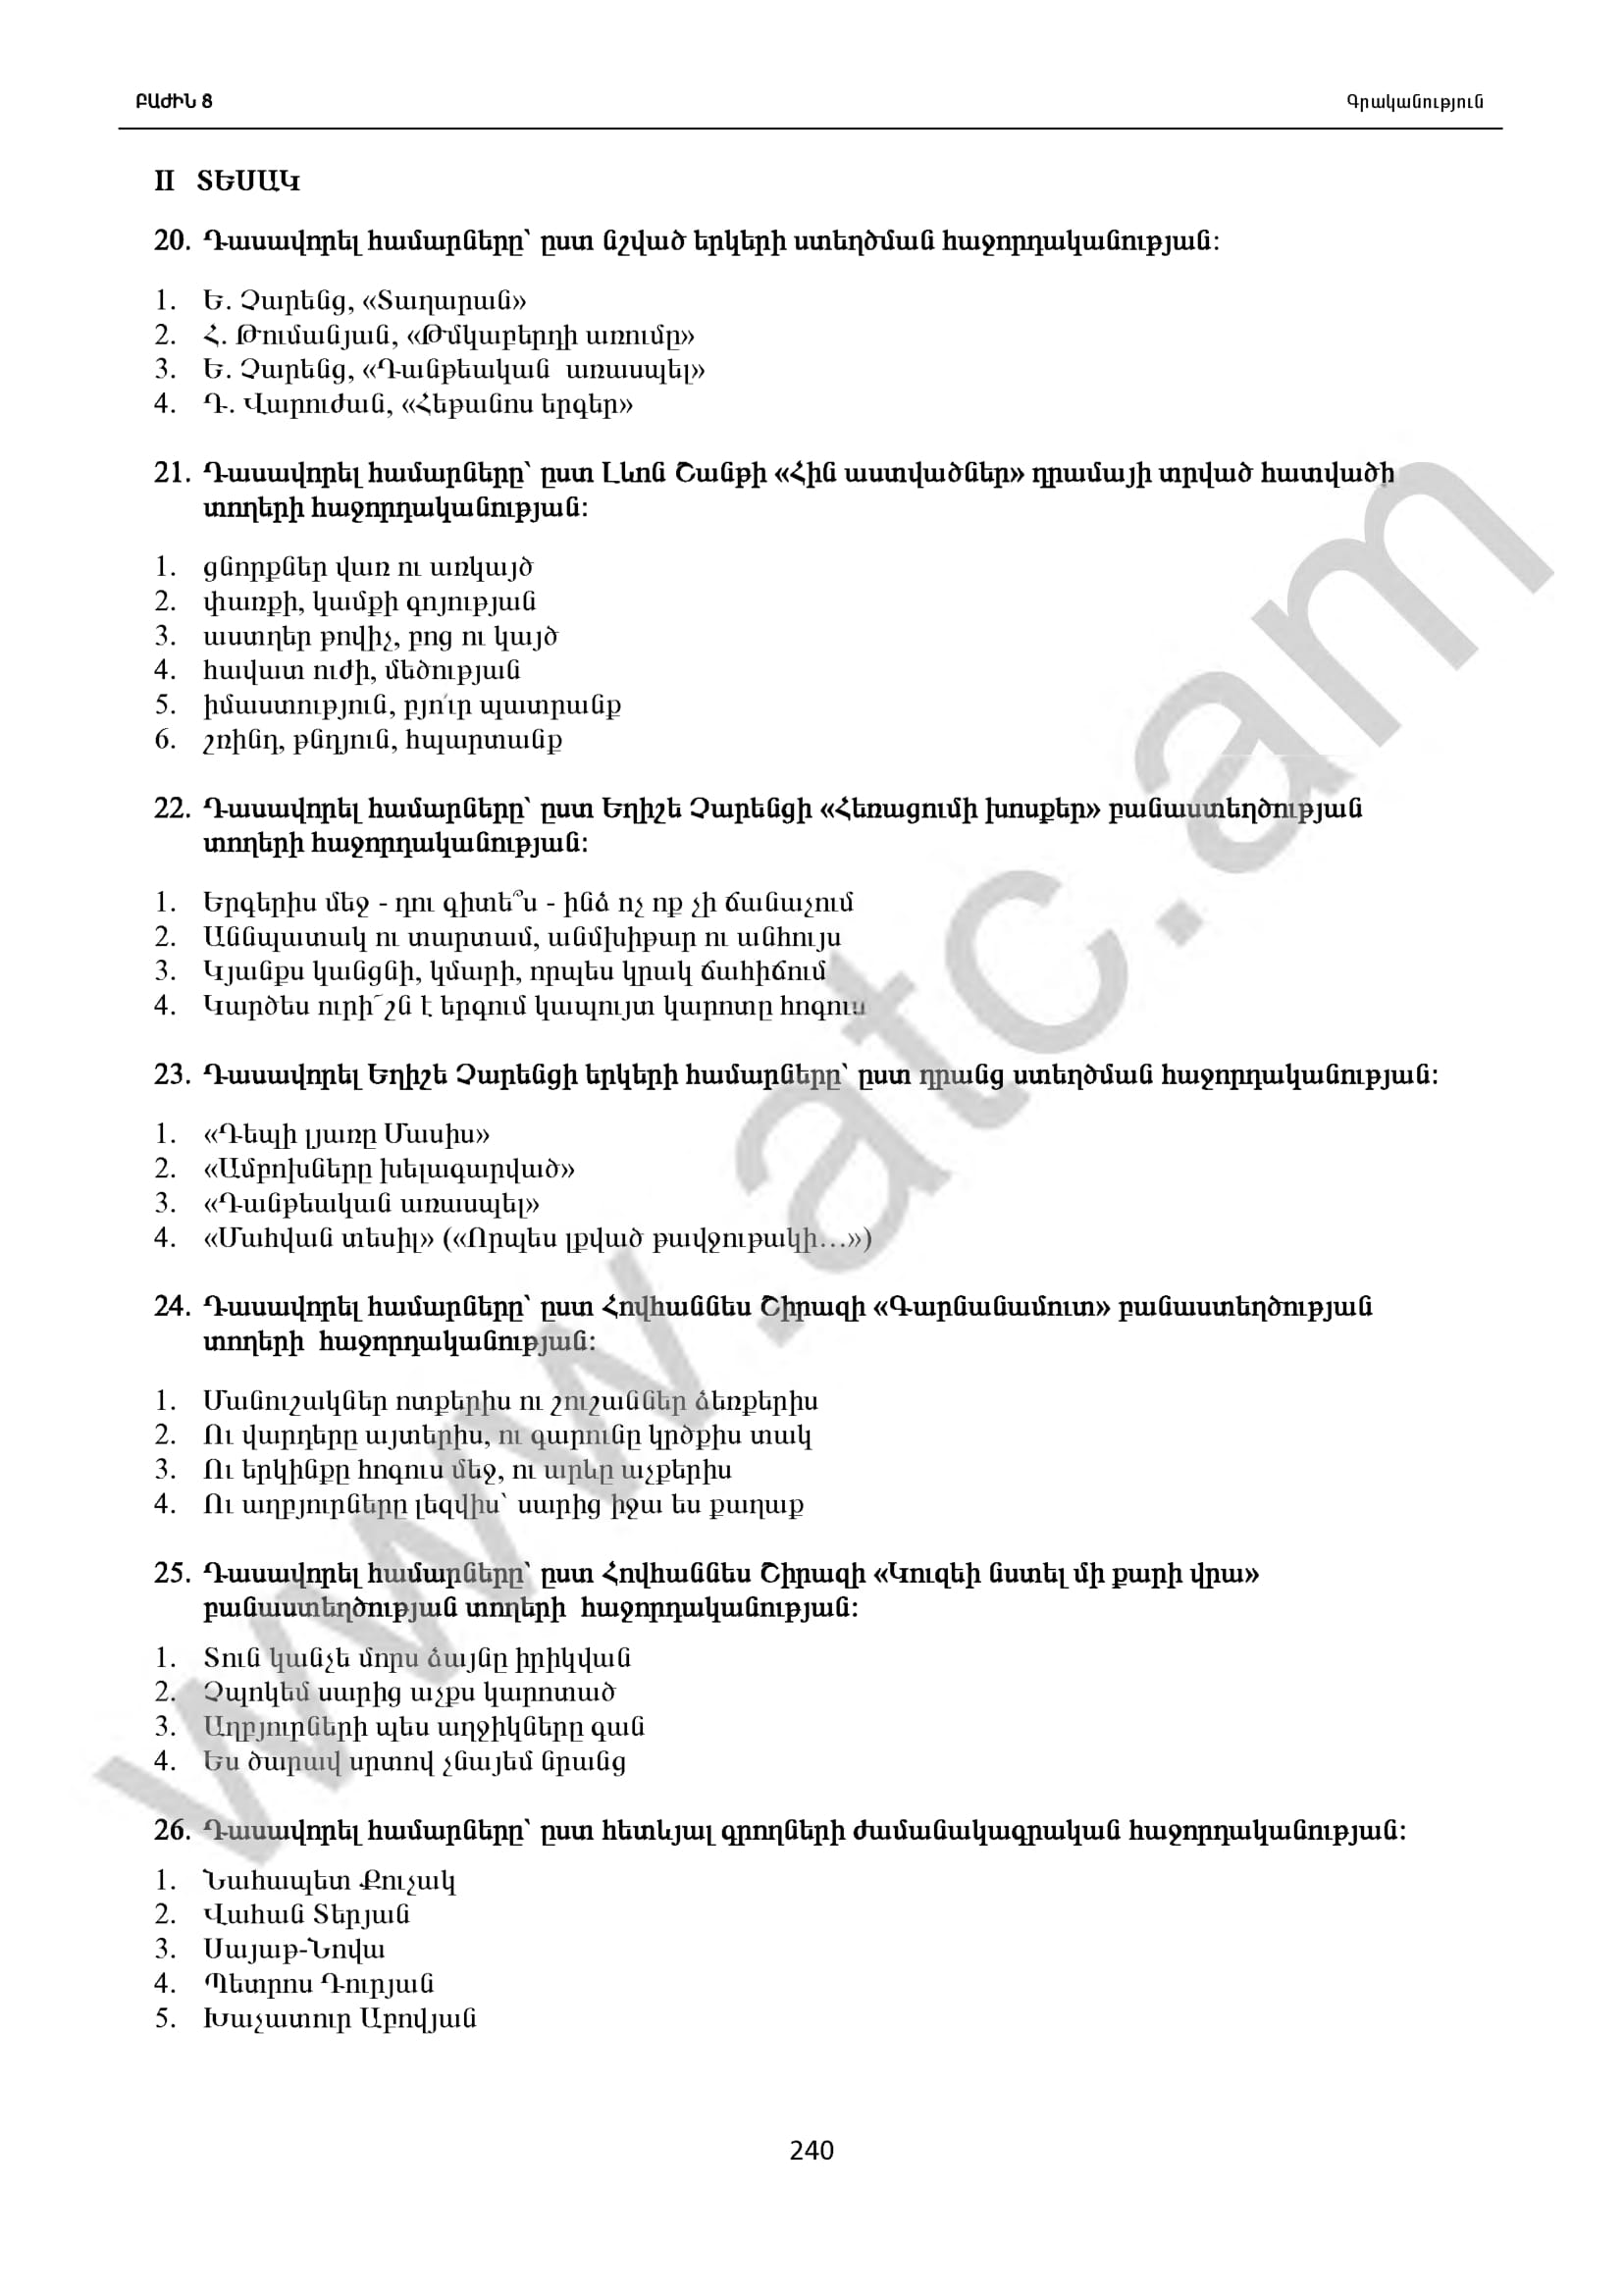 ԲԱԺԻՆ 8
Գրականություն
II ՏԵՍԱԿ
20. Դասավորել համարները՝ ըստ նշված երկերի ստեղծման հաջորդականության:
1. Ե. Չարենց, «Տաղարան»
2. Հ. Թումանյան, «Թմկաբերդի առումը»
3. Ե. Չարենց, «Դանթեական առասպել»
4. Դ. Վարուժան, «Հեթանոս երգեր»
21. Դասավորել համարները՝ ըստ Լևոն Շանթի «Հին աստվածներ» դրամայի տրված հատվածի
տողերի հաջորդականության:
1. ցնորքներ վառ ու առկայծ
2. փառքի, կամքի գոյության
3. աստղեր թովիչ, բոց ու կայծ
4. հավատ ուժի, մեծության
5. իմաստություն, բյո՛ւր պատրանք
6. շռինդ, թնդյուն, հպարտանք
22. Դասավորել համարները՝ ըստ Եղիշե Չարենցի «Հեռացումի խոսքեր» բանաստեղծության
տողերի հաջորդականության:
1. Երգերիս մեջ - դու գիտե՞ս - ինձ ոչ ոք չի ճանաչում
2. Աննպատակ ու տարտամ, անմխիթար ու անհույս
3. Կյանքս կանցնի, կմարի, որպես կրակ ճահիճում
4. Կարծես ուրի՜շն է երգում կապույտ կարոտը հոգուս
23. Դասավորել Եղիշե Չարենցի երկերի համարները՝ ըստ դրանց ստեղծման հաջորդականության:
1. «Դեպի լյառը Մասիս»
2. «Ամբոխները խելագարված»
3. «Դանթեական առասպել»
4. «Մահվան տեսիլ» («Որպես լքված թավջութակի...»)
24. Դասավորել համարները՝ ըստ Հովհաննես Շիրազի «Գարնանամուտ» բանաստեղծության
տողերի հաջորդականության:
1. Մանուշակներ ոտքերիս ու շուշաններ ձեռքերիս
2. Ու վարդերը այտերիս, ու գարունը կրծքիս տակ
3. Ու երկինքը հոգուս մեջ, ու արևը աչքերիս
4. Ու աղբյուրները լեզվիս՝ սարից իջա ես քաղաք
25. Դասավորել համարները՝ ըստ Հովհաննես Շիրազի «Կուզեի նստել մի քարի վրա»
բանաստեղծության տողերի հաջորդականության:
1. Տուն կանչե մորս ձայնը իրիկվան
2. Չպոկեմ սարից աչքս կարոտած
3. Աղբյուրների պես աղջիկները գան
4. Ես ծարավ սրտով չնայեմ նրանց
26. Դասավորել համարները՝ ըստ հետևյալ գրողների ժամանակագրական հաջորդականության:
1. Նահապետ Քուչակ
2. Վահան Տերյան
3. Սայաթ-Նովա
4. Պետրոս Դուրյան
5. Խաչատուր Աբովյան
240
www.atc.am